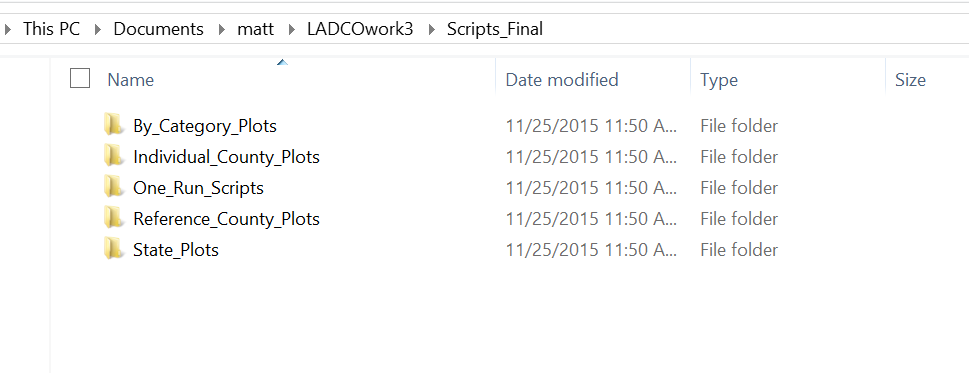 This PC Documents matt LADCOwork3 Scripts_Final
Name Date modified Type Size
By_Category_Plots 11/25/2015 11:50 A... File folder
Individual_County_Plots 11/25/2015 11:50 A... File folder
One_Run_Scripts 11/25/2015 11:50 A... File folder
Reference_County_Plots 11/25/2015 11:50 A... File folder
State_Plots 11/25/2015 11:50 A... File folder